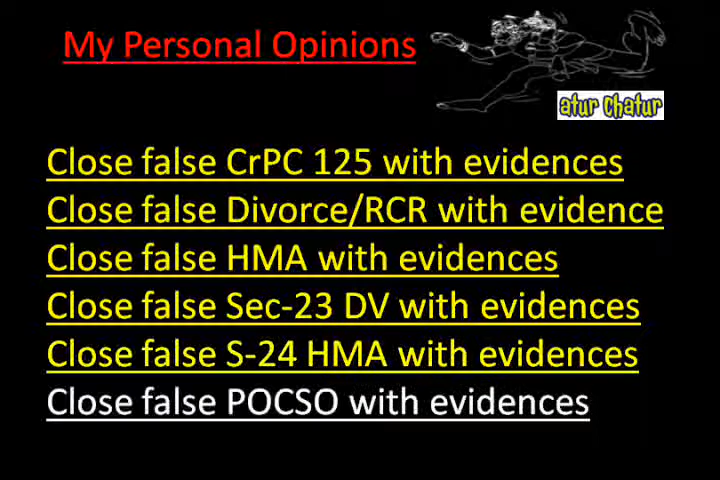 My Personal Opinions
atur chatur
Close false CrPC 125 with evidences
Close false Divorce/RCR with evidence
Close false HMA with evidences
Close false Sec-23 DV with evidences
Close false S-24 HMA with evidences
Close false POCSO with evidences